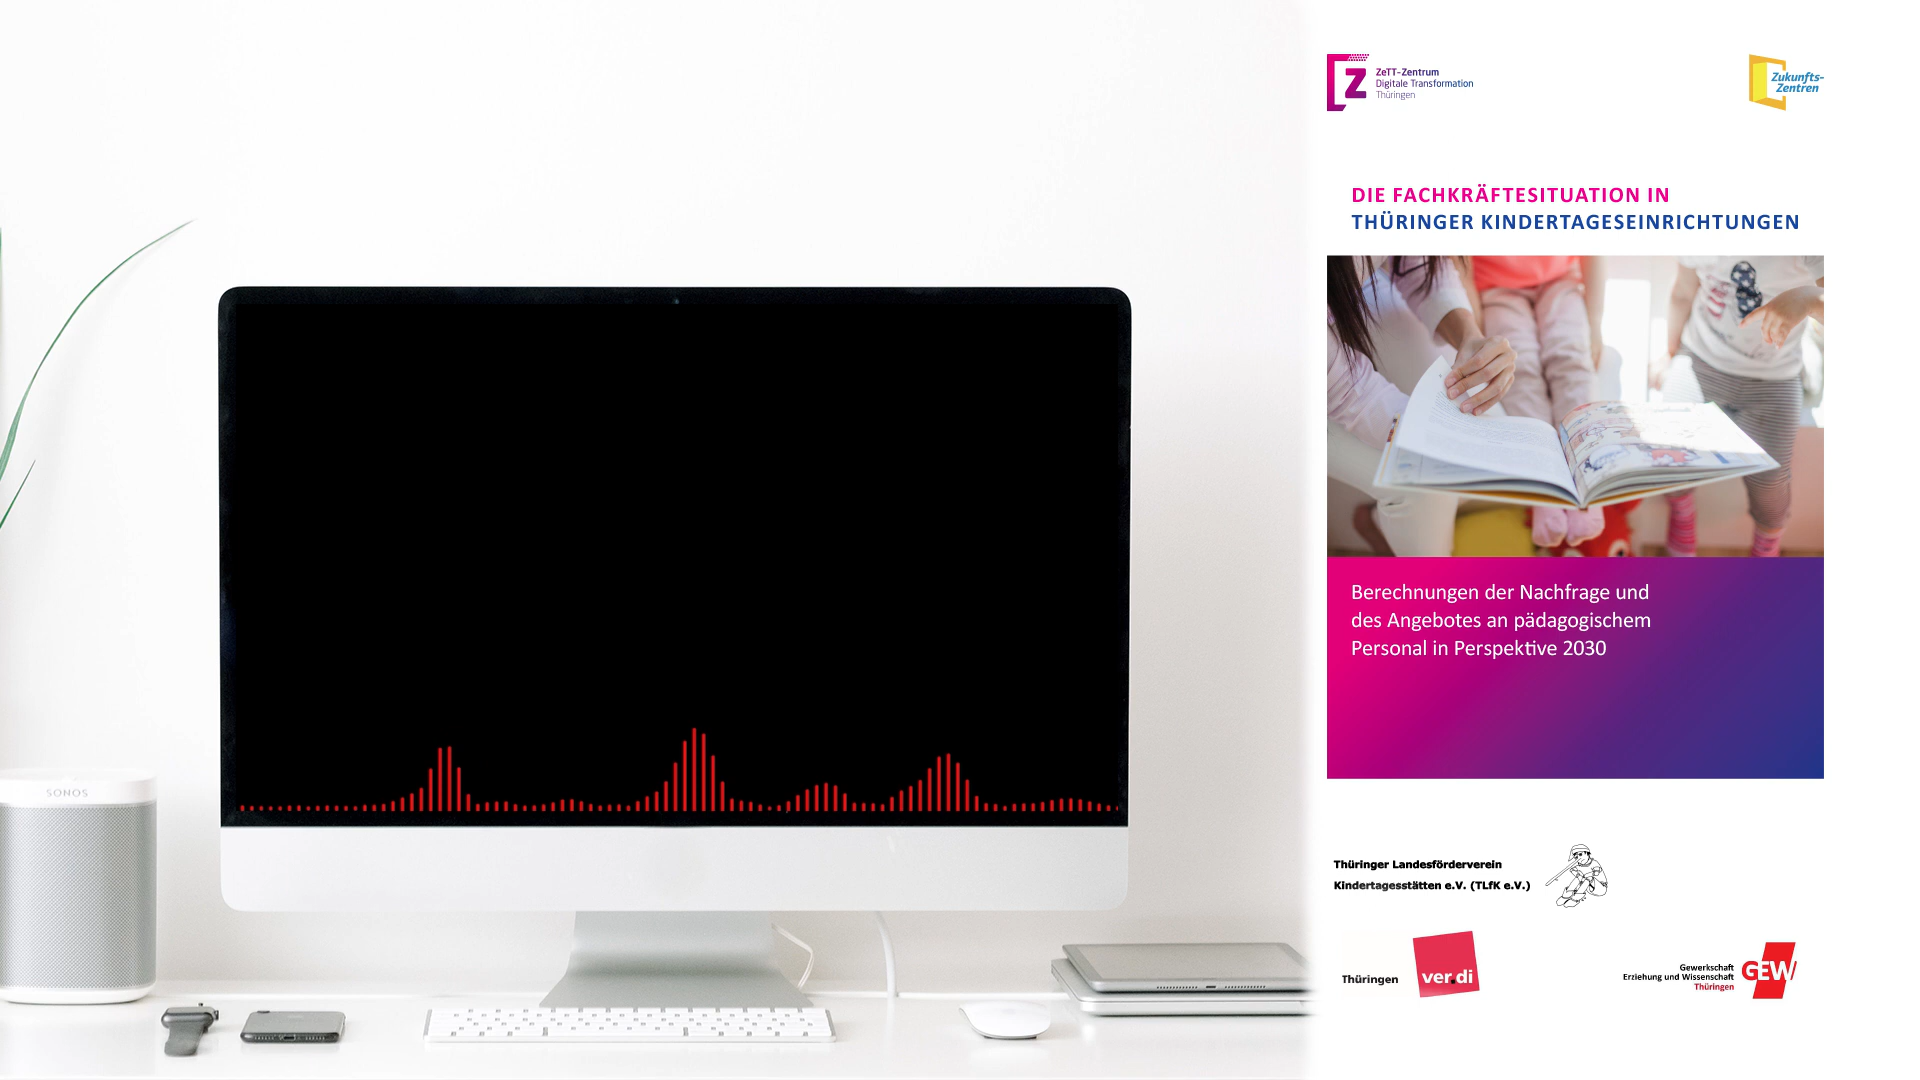 ZeTT-Zentrum
Digitale Transformation
Thüringen
Zukunfts-
Zentren
DIE FACHKRÄFTESITUATION IN
THÜRINGER KINDERTAGESEINRICHTUNGEN
Berechnungen der Nachfrage und
des Angebotes an pädagogischem
Personal in Perspektive 2030
SONOS
Thüringer Landesförderverein
Kindertagesstätten e.V. (TLfK e.V.)
Thüringen
ver.di
Gewerkschaft
Erziehung und Wissenschaft
Thüringen
GEW